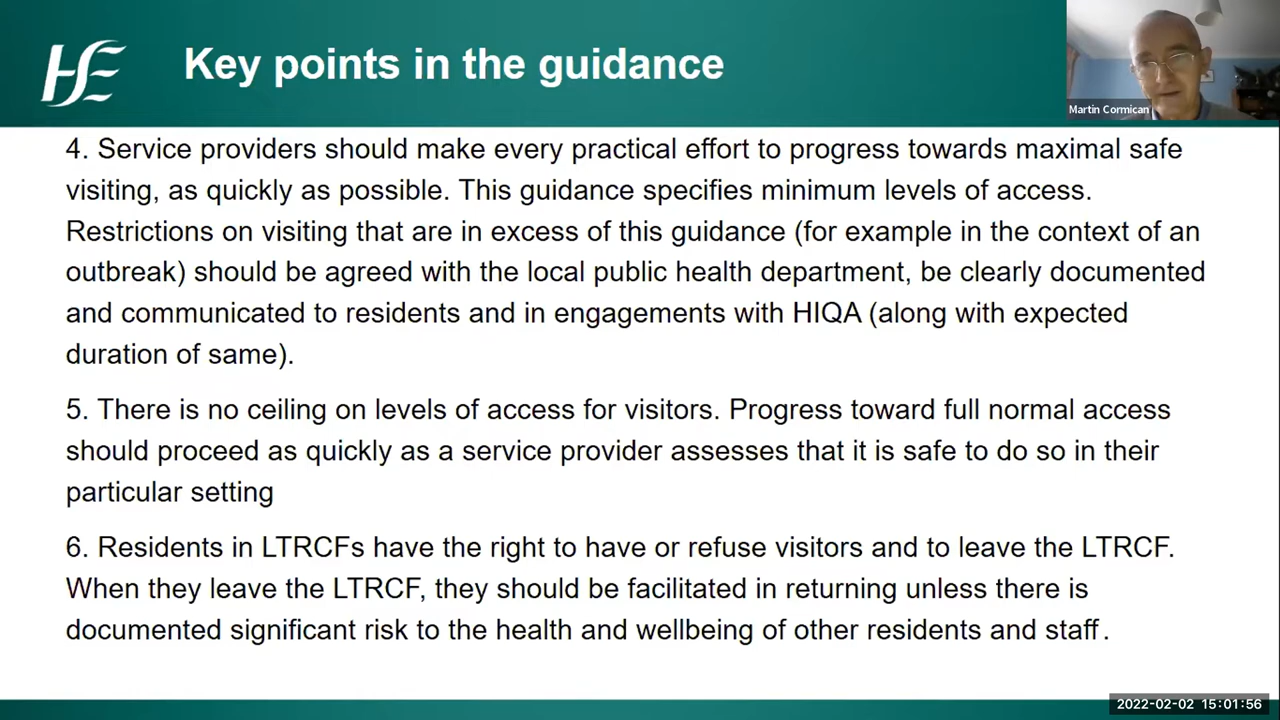 HSE
Key points in the guidance
Martin Cormican
4. Service providers should make every practical effort to progress towards maximal safe
visiting, as quickly as possible. This guidance specifies minimum levels of access.
Restrictions on visiting that are in excess of this guidance (for example in the context of an
outbreak) should be agreed with the local public health department, be clearly documented
and communicated to residents and in engagements with HIQA (along with expected
duration of same).
5. There is no ceiling on levels of access for visitors. Progress toward full normal access
should proceed as quickly as a service provider assesses that it is safe to do so in their
particular setting
6. Residents in LTRCFs have the right to have or refuse visitors and to leave the LTRCF.
When they leave the LTRCF, they should be facilitated in returning unless there is
documented significant risk to the health and wellbeing of other residents and staff.
2022-02-02 15:01:56